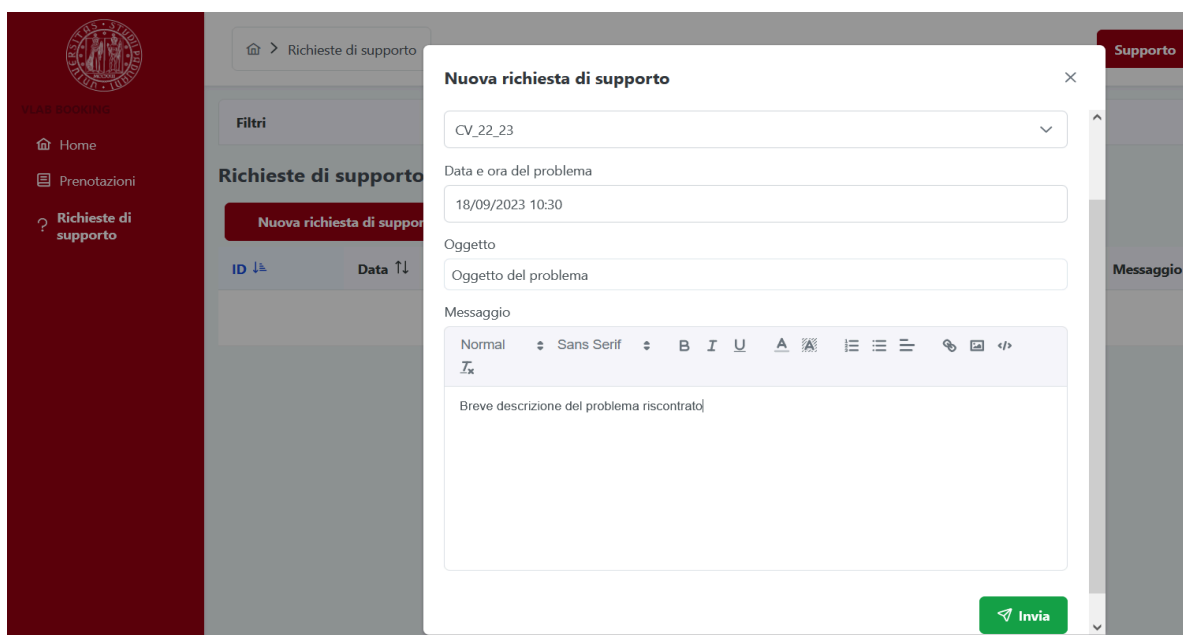 VLAB BOOKING
Home
Prenotazioni
Richieste di
supporto
Richieste di supporto
Supporto
Filtri
Richieste di supporto
Nuova richiesta di suppor
ID
Data
Messaggio
Nuova richiesta di supporto
CV_22_23
Data e ora del problema
18/09/2023 10:30
Oggetto
Oggetto del problema
Messaggio
Normal
Sans Serif
B I U A A
Breve descrizione del problema riscontrato
Invia